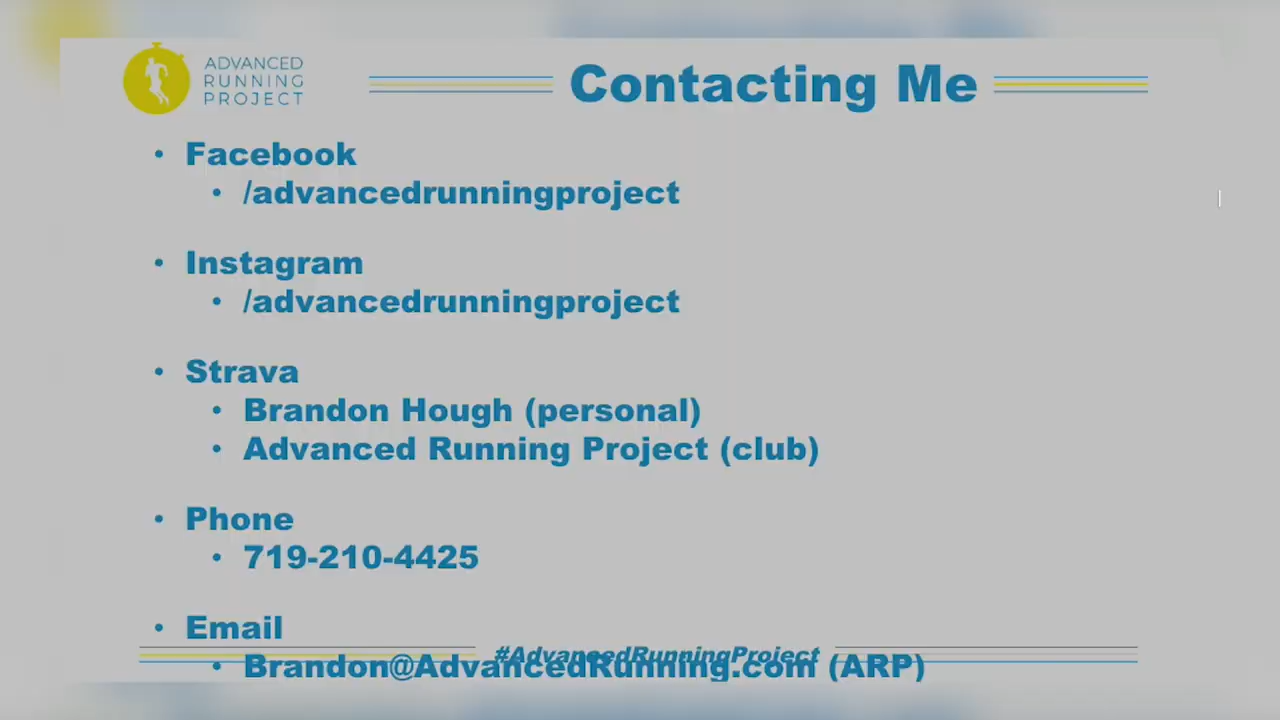 ADVANCED
RUNNING
PROJECT
Contacting Me
• Facebook
• /advancedrunningproject
• Instagram
• /advancedrunningproject
• Strava
• Brandon Hough (personal)
• Advanced Running Project (club)
• Phone
• 719-210-4425
• Email
#AdvancedRunningProject
• Brandon@AdvancedRunning.com (ARP)